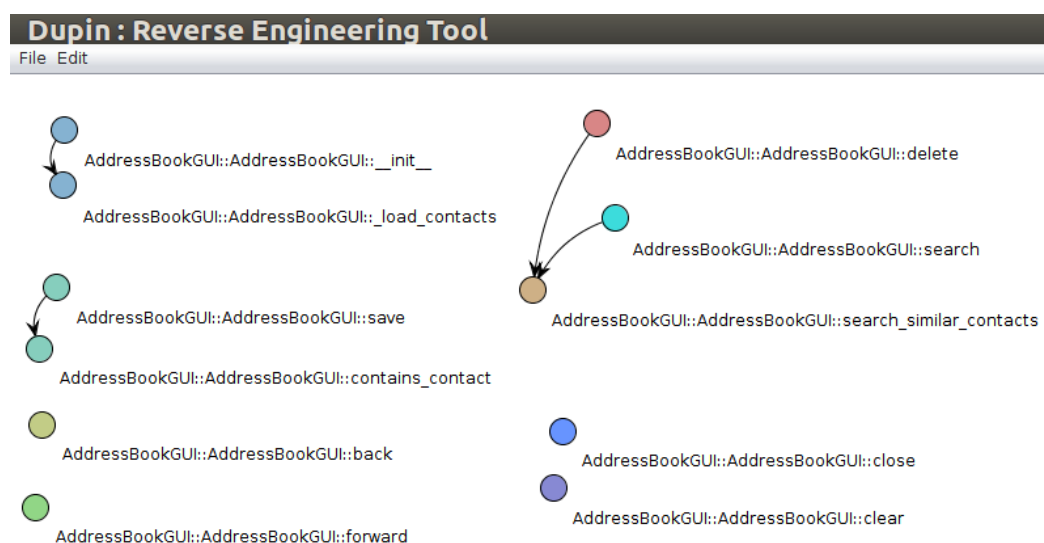 Dupin : Reverse Engineering Tool
File Edit
AddressBookGUI::AddressBookGUI::__init__
AddressBookGUI::AddressBookGUI::_load_contacts
AddressBookGUI::AddressBookGUI::save
AddressBookGUI::AddressBookGUI::contains_contact
AddressBookGUI::AddressBookGUI::back
AddressBookGUI::AddressBookGUI::forward
AddressBookGUI::AddressBookGUI::delete
AddressBookGUI::AddressBookGUI::search
AddressBookGUI::AddressBookGUI::search_similar_contacts
AddressBookGUI::AddressBookGUI::close
AddressBookGUI::AddressBookGUI::clear